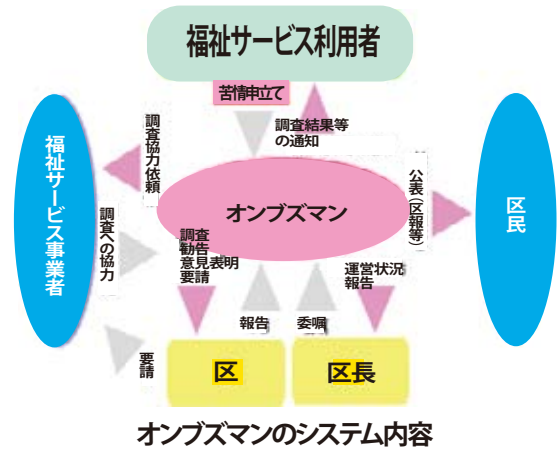 福祉サービス利用者
苦情申立て
調査結果等
の通知
調査協力依頼
福祉サービス事業者
調査への協力
オンブズマン
公表(区報等)
区民
調査
勧告
意見表明
要請
運営状況
報告
報告
委嘱
要請
区
区長
オンブズマンのシステム内容